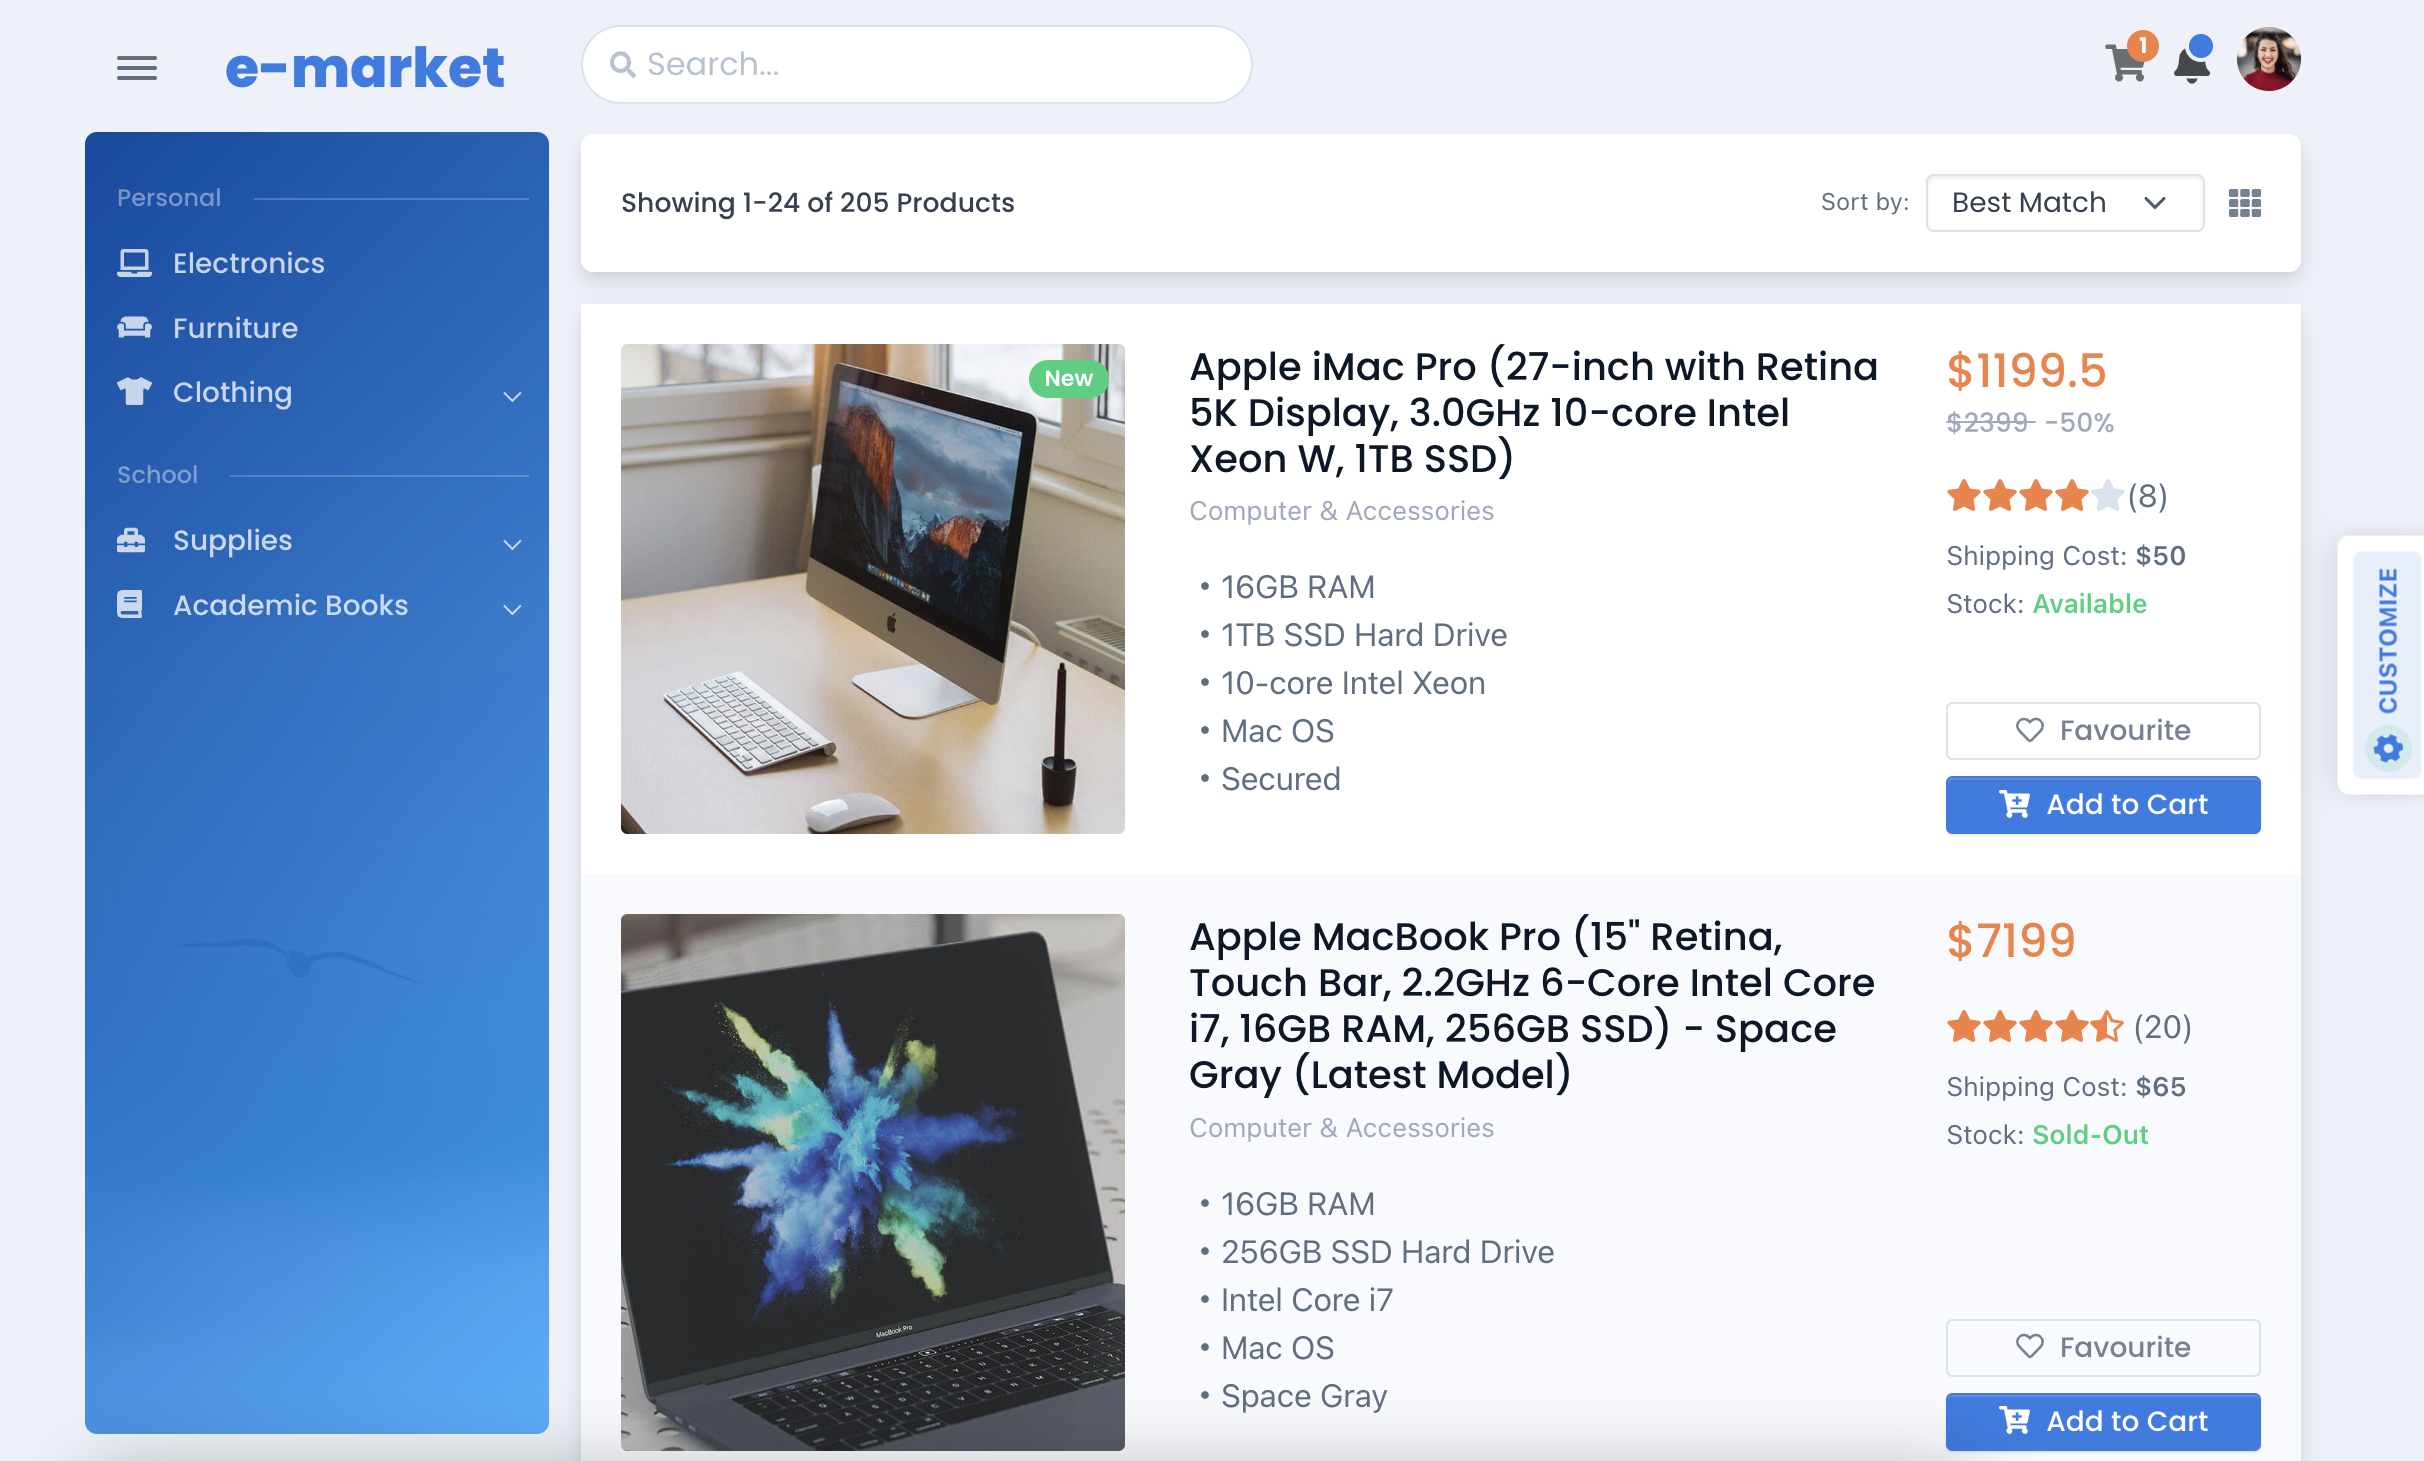 e-market
Search...
1
Personal
Electronics
Furniture
Clothing
School
Supplies
Academic Books
Showing 1-24 of 205 Products
Sort by:
Best Match
New
Apple iMac Pro (27-inch with Retina
5K Display, 3.0GHz 10-core Intel
Xeon W, 1TB SSD)
Computer & Accessories
• 16GB RAM
• 1TB SSD Hard Drive
• 10-core Intel Xeon
• Mac OS
• Secured
$1199.5
$2399 -50%
(8)
Shipping Cost: $50
Stock: Available
Favourite
Add to Cart
CUSTOMIZE
MacBook Pro
Apple MacBook Pro (15" Retina,
Touch Bar, 2.2GHz 6-Core Intel Core
i7, 16GB RAM, 256GB SSD) - Space
Gray (Latest Model)
Computer & Accessories
• 16GB RAM
• 256GB SSD Hard Drive
• Intel Core i7
• Mac OS
• Space Gray
$7199
(20)
Shipping Cost: $65
Stock: Sold-Out
Favourite
Add to Cart